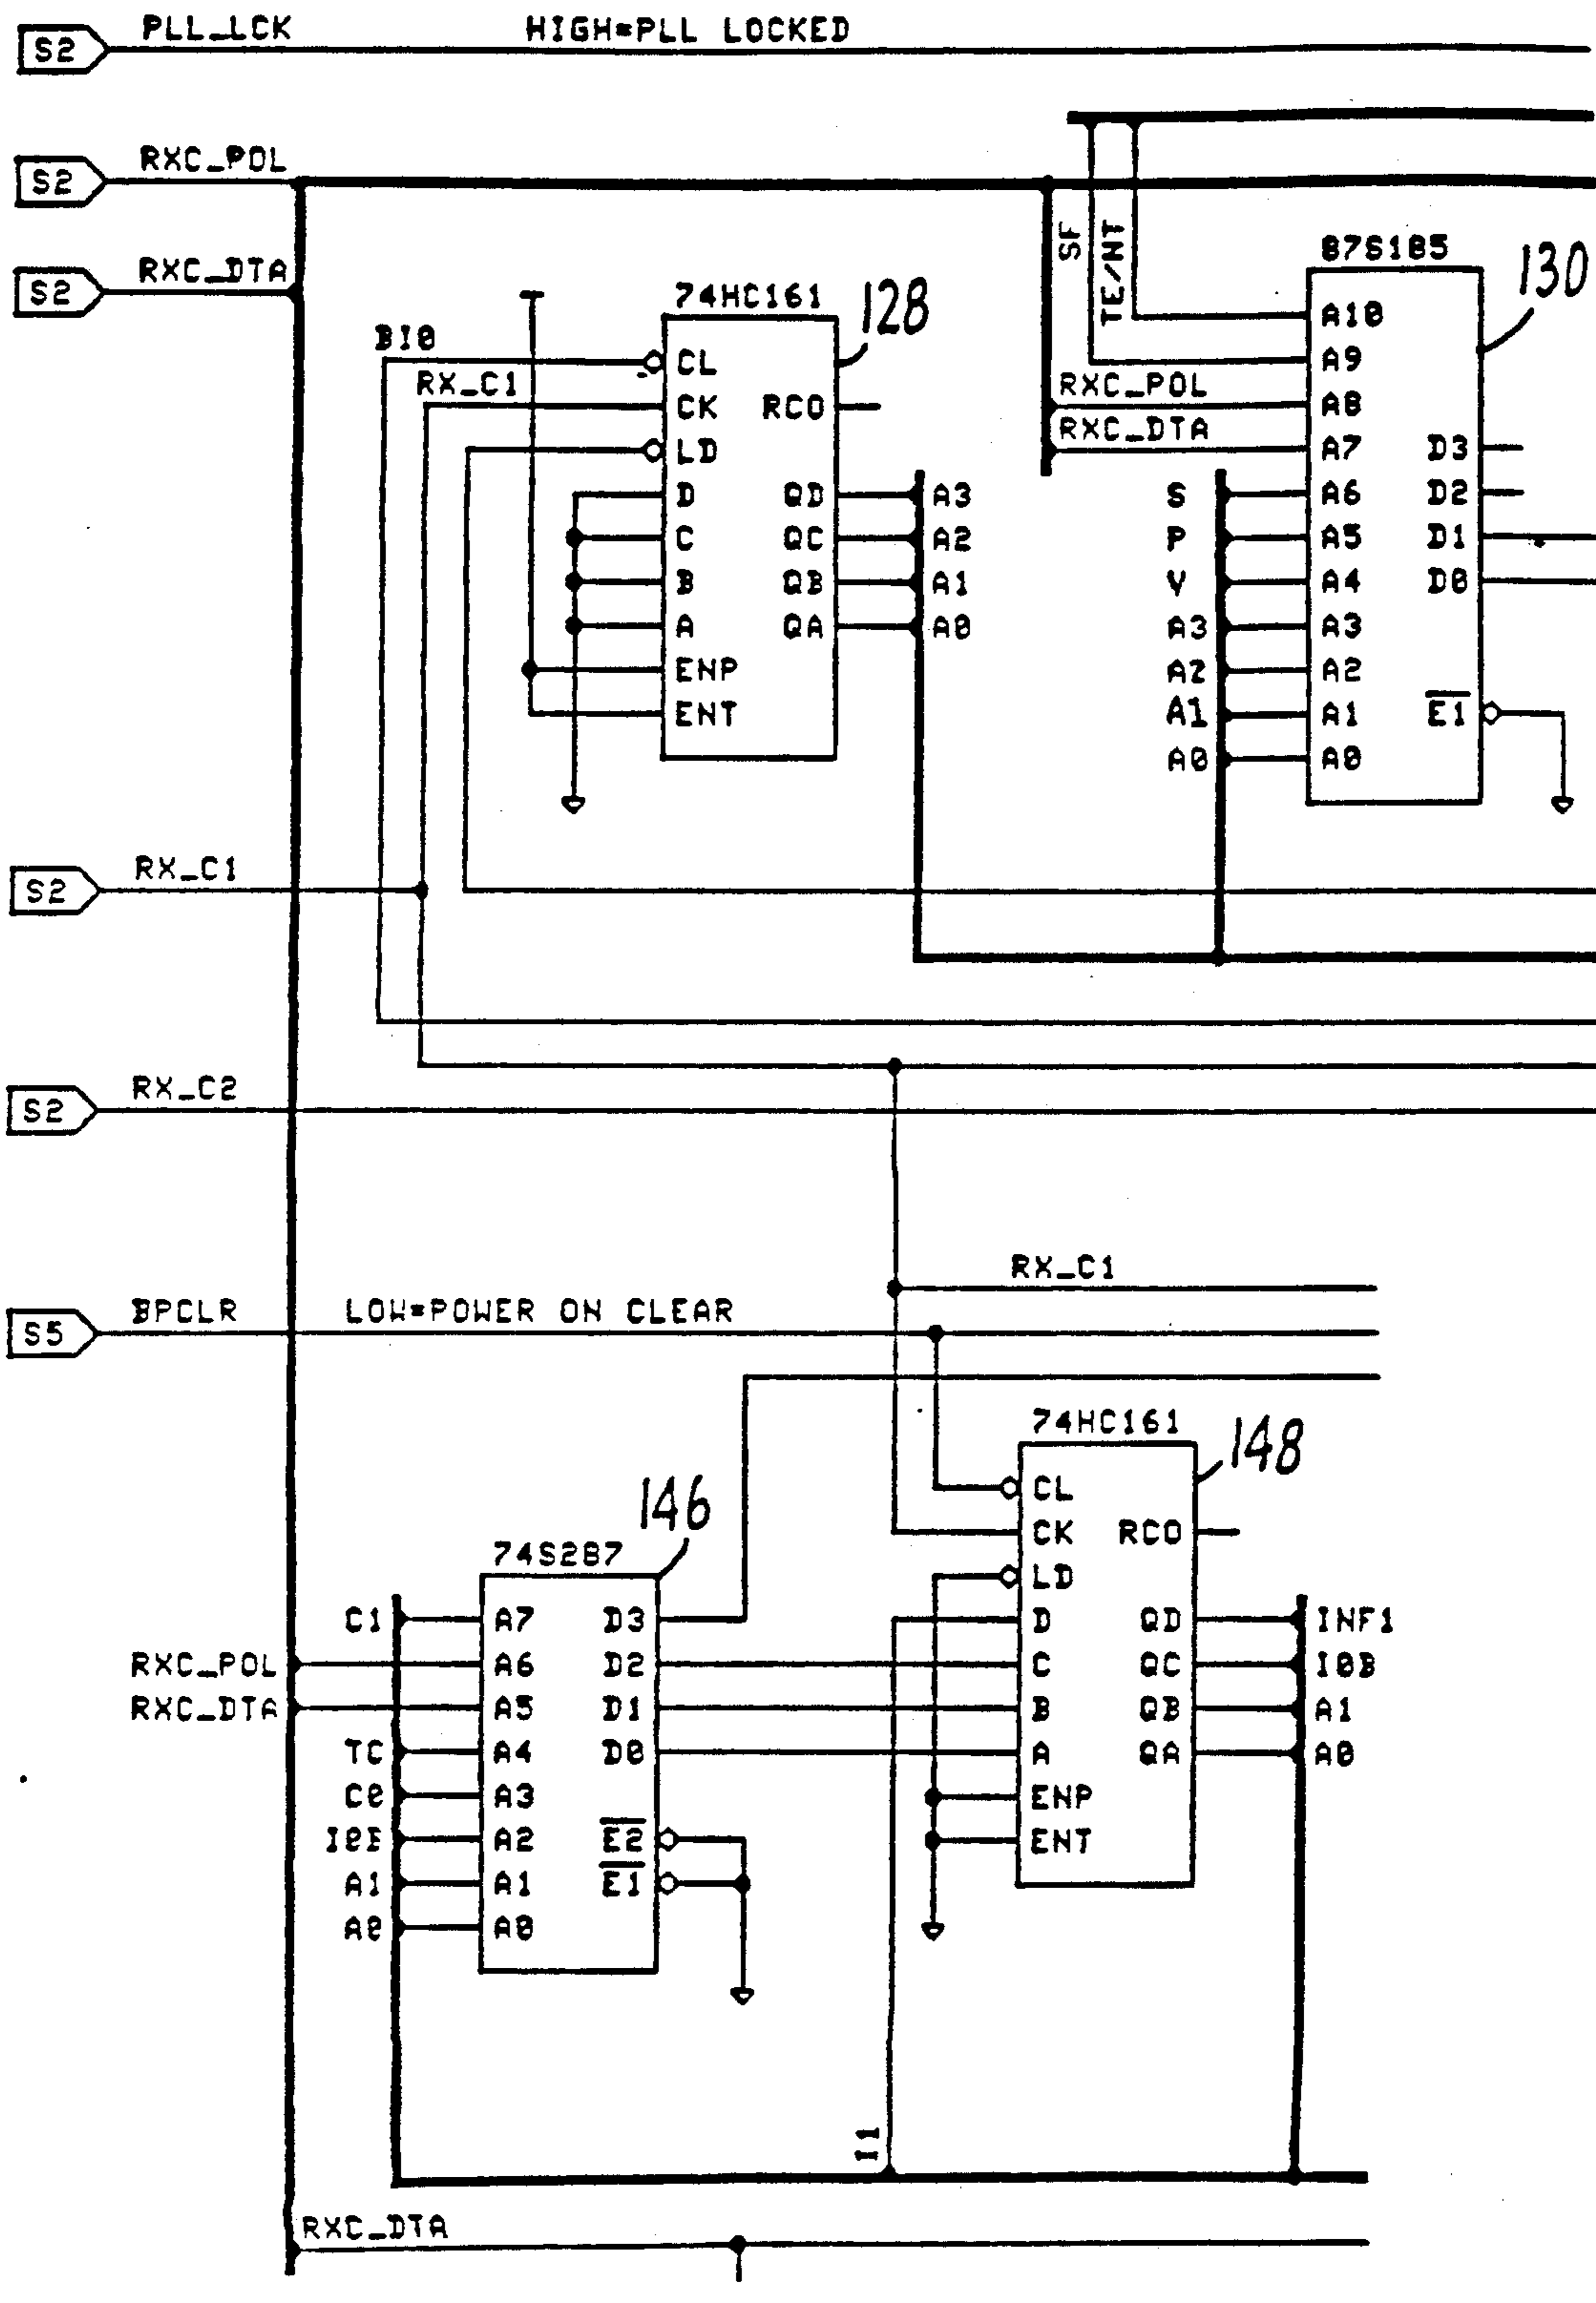 S2 PLL_LCK HIGH=PLL LOCKED
S2 RXC_POL
S2 RXC_DTA
SF
TE/NT
74HC161 128
BI0
RX_C1
CL
CK RCO
LD
D QD A3
C QC A2
B QB A1
A QA A0
ENP
ENT
87S185 130
A10
A9
RXC_POL A8
RXC_DTA A7 D3
S A6 D2
P A5 D1
V A4 D0
A3 A3
A2 A2
A1 A1 E1
A0 A0
S2 RX_C1
S2 RX_C2
RX_C1
S5 BPCLR LOW=POWER ON CLEAR
74HC161 148
CL
CK RCO
LD
D QD INF1
C QC I0B
B QB A1
A QA A0
ENP
ENT
74S287 146
C1 A7 D3
RXC_POL A6 D2
RXC_DTA A5 D1
TC A4 D0
C0 A3
A2 E2
A1 A1 E1
A0 A0
I1
RXC_DTA